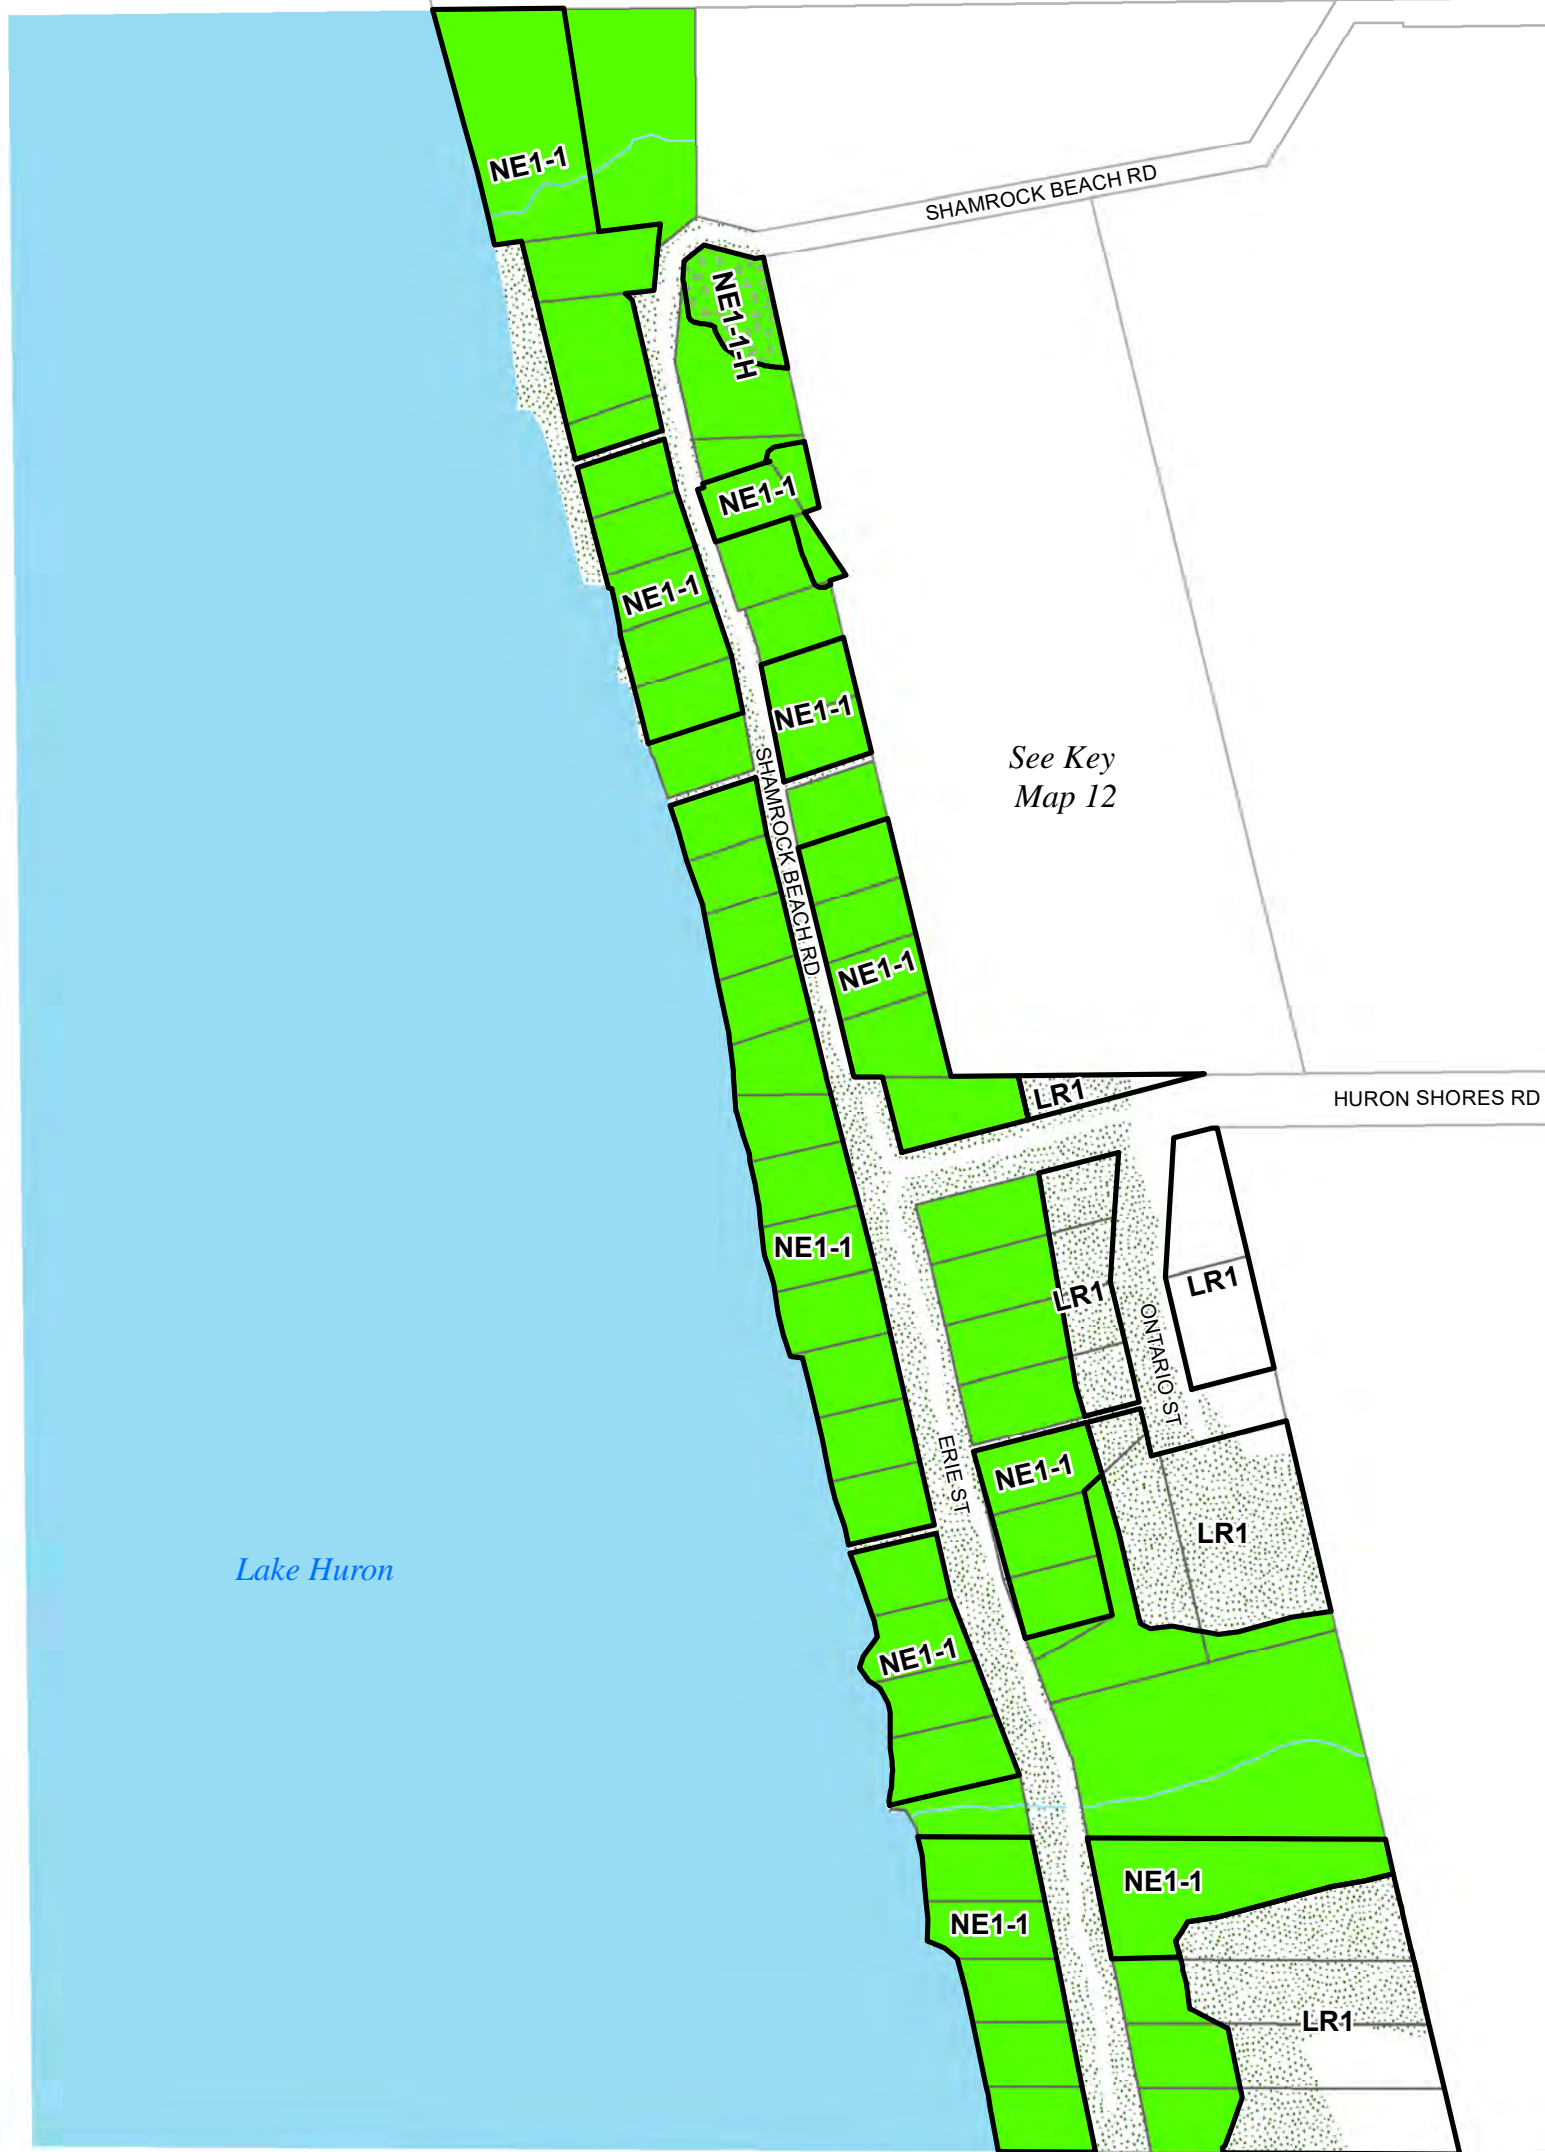 NE1-1
SHAMROCK BEACH RD
NE1-1-H
NE1-1
NE1-1
NE1-1
See Key
Map 12
SHAMROCK BEACH RD
NE1-1
LR1
HURON SHORES RD
NE1-1
LR1
LR1
ONTARIO ST
NE1-1
ERIE ST
LR1
Lake Huron
NE1-1
NE1-1
NE1-1
LR1